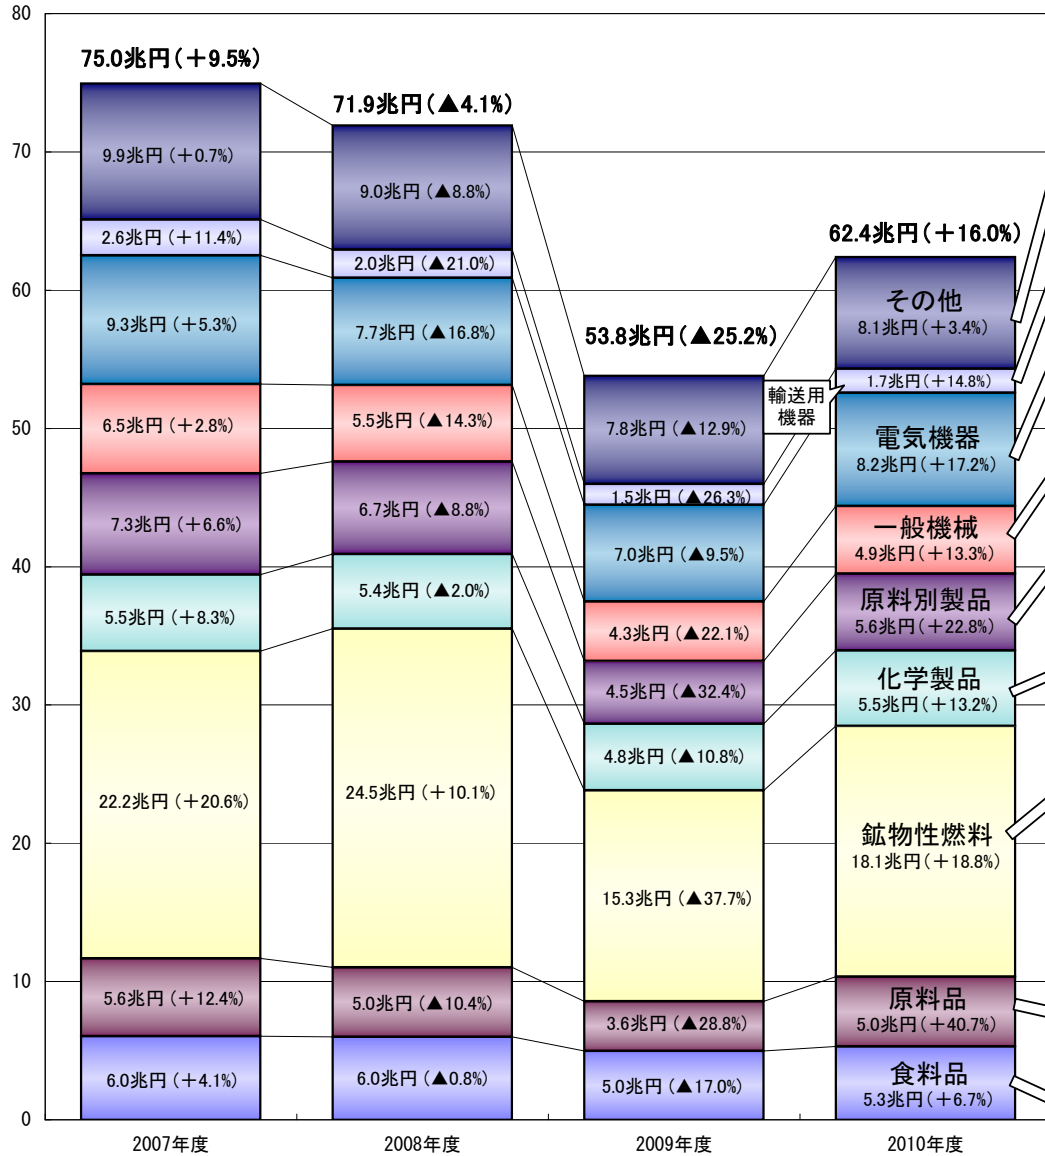 80
70
60
50
40
30
20
10
0
75.0兆円(+9.5%)
9.9兆円(+0.7%)
2.6兆円(+11.4%)
9.3兆円(+5.3%)
6.5兆円(+2.8%)
7.3兆円(+6.6%)
5.5兆円(+8.3%)
22.2兆円(+20.6%)
5.6兆円(+12.4%)
6.0兆円(+4.1%)
2007年度
71.9兆円(▲4.1%)
9.0兆円(▲8.8%)
2.0兆円(▲21.0%)
7.7兆円(▲16.8%)
5.5兆円(▲14.3%)
6.7兆円(▲8.8%)
5.4兆円(▲2.0%)
24.5兆円(+10.1%)
5.0兆円(▲10.4%)
6.0兆円(▲0.8%)
2008年度
53.8兆円(▲25.2%)
7.8兆円(▲12.9%)
1.5兆円(▲26.3%)
7.0兆円(▲9.5%)
4.3兆円(▲22.1%)
4.5兆円(▲32.4%)
4.8兆円(▲10.8%)
15.3兆円(▲37.7%)
3.6兆円(▲28.8%)
5.0兆円(▲17.0%)
2009年度
62.4兆円(+16.0%)
その他
8.1兆円(+3.4%)
輸送用
機器
1.7兆円(+14.8%)
電気機器
8.2兆円(+17.2%)
一般機械
4.9兆円(+13.3%)
原料別製品
5.6兆円(+22.8%)
化学製品
5.5兆円(+13.2%)
鉱物性燃料
18.1兆円(+18.8%)
原料品
5.0兆円(+40.7%)
食料品
5.3兆円(+6.7%)
2010年度